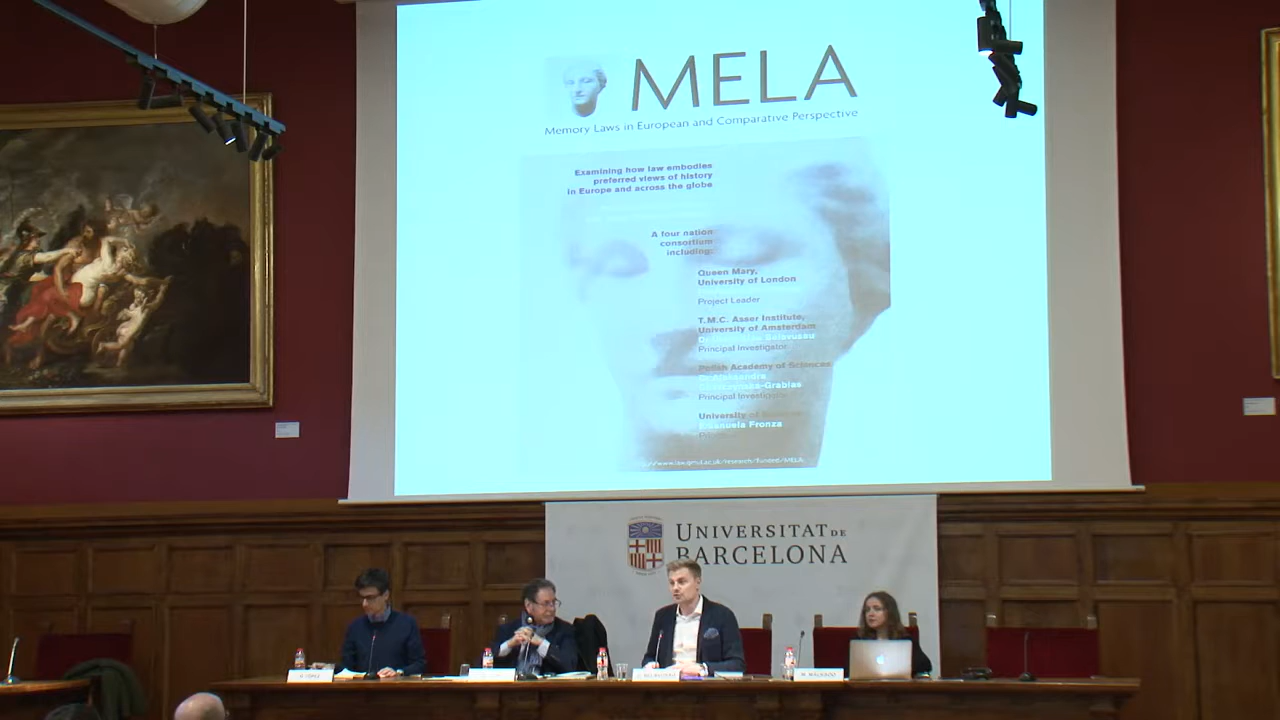 MELA
Memory Laws in European and Comparative Perspective
Examining how law embodies
preferred views of history
in Europe and across the globe
A four nation
consortium
including:
Queen Mary,
University of London
Project Leader
T.M.C. Asser Institute,
University of Amsterdam
Principal Investigator
Polish Academy of Sciences
Principal Investigator
University of
Emanuela Fronza
UNIVERSITAT DE
BARCELONA